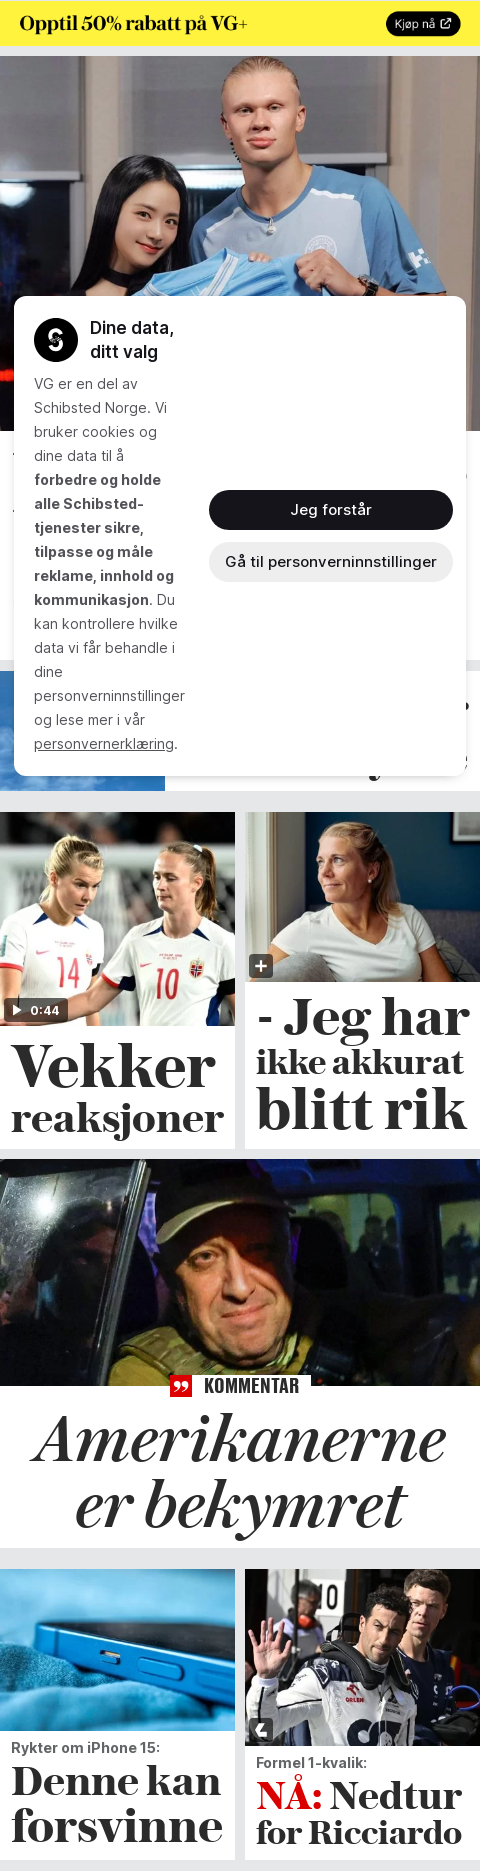 Opptil 50% rabatt på VG+
Kjøp nå
Dine data,
ditt valg
VG er en del av
Schibsted Norge. Vi
bruker cookies og
dine data til å
forbedre og holde
alle Schibsted-
tjenester sikre,
tilpasse og måle
reklame, innhold og
kommunikasjon. Du
kan kontrollere hvilke
data vi får behandle i
dine
personverninnstillinger
og lese mer i vår
personvernerklæring.
Jeg forstår
Gå til personverninnstillinger
14
10
0:44
Vekker
reaksjoner
- Jeg har
ikke akkurat
blitt rik
KOMMENTAR
Amerikanerne
er bekymret
Rykter om iPhone 15:
Denne kan
forsvinne
10
ORLEN
Formel 1-kvalik:
NÅ: Nedtur
for Ricciardo